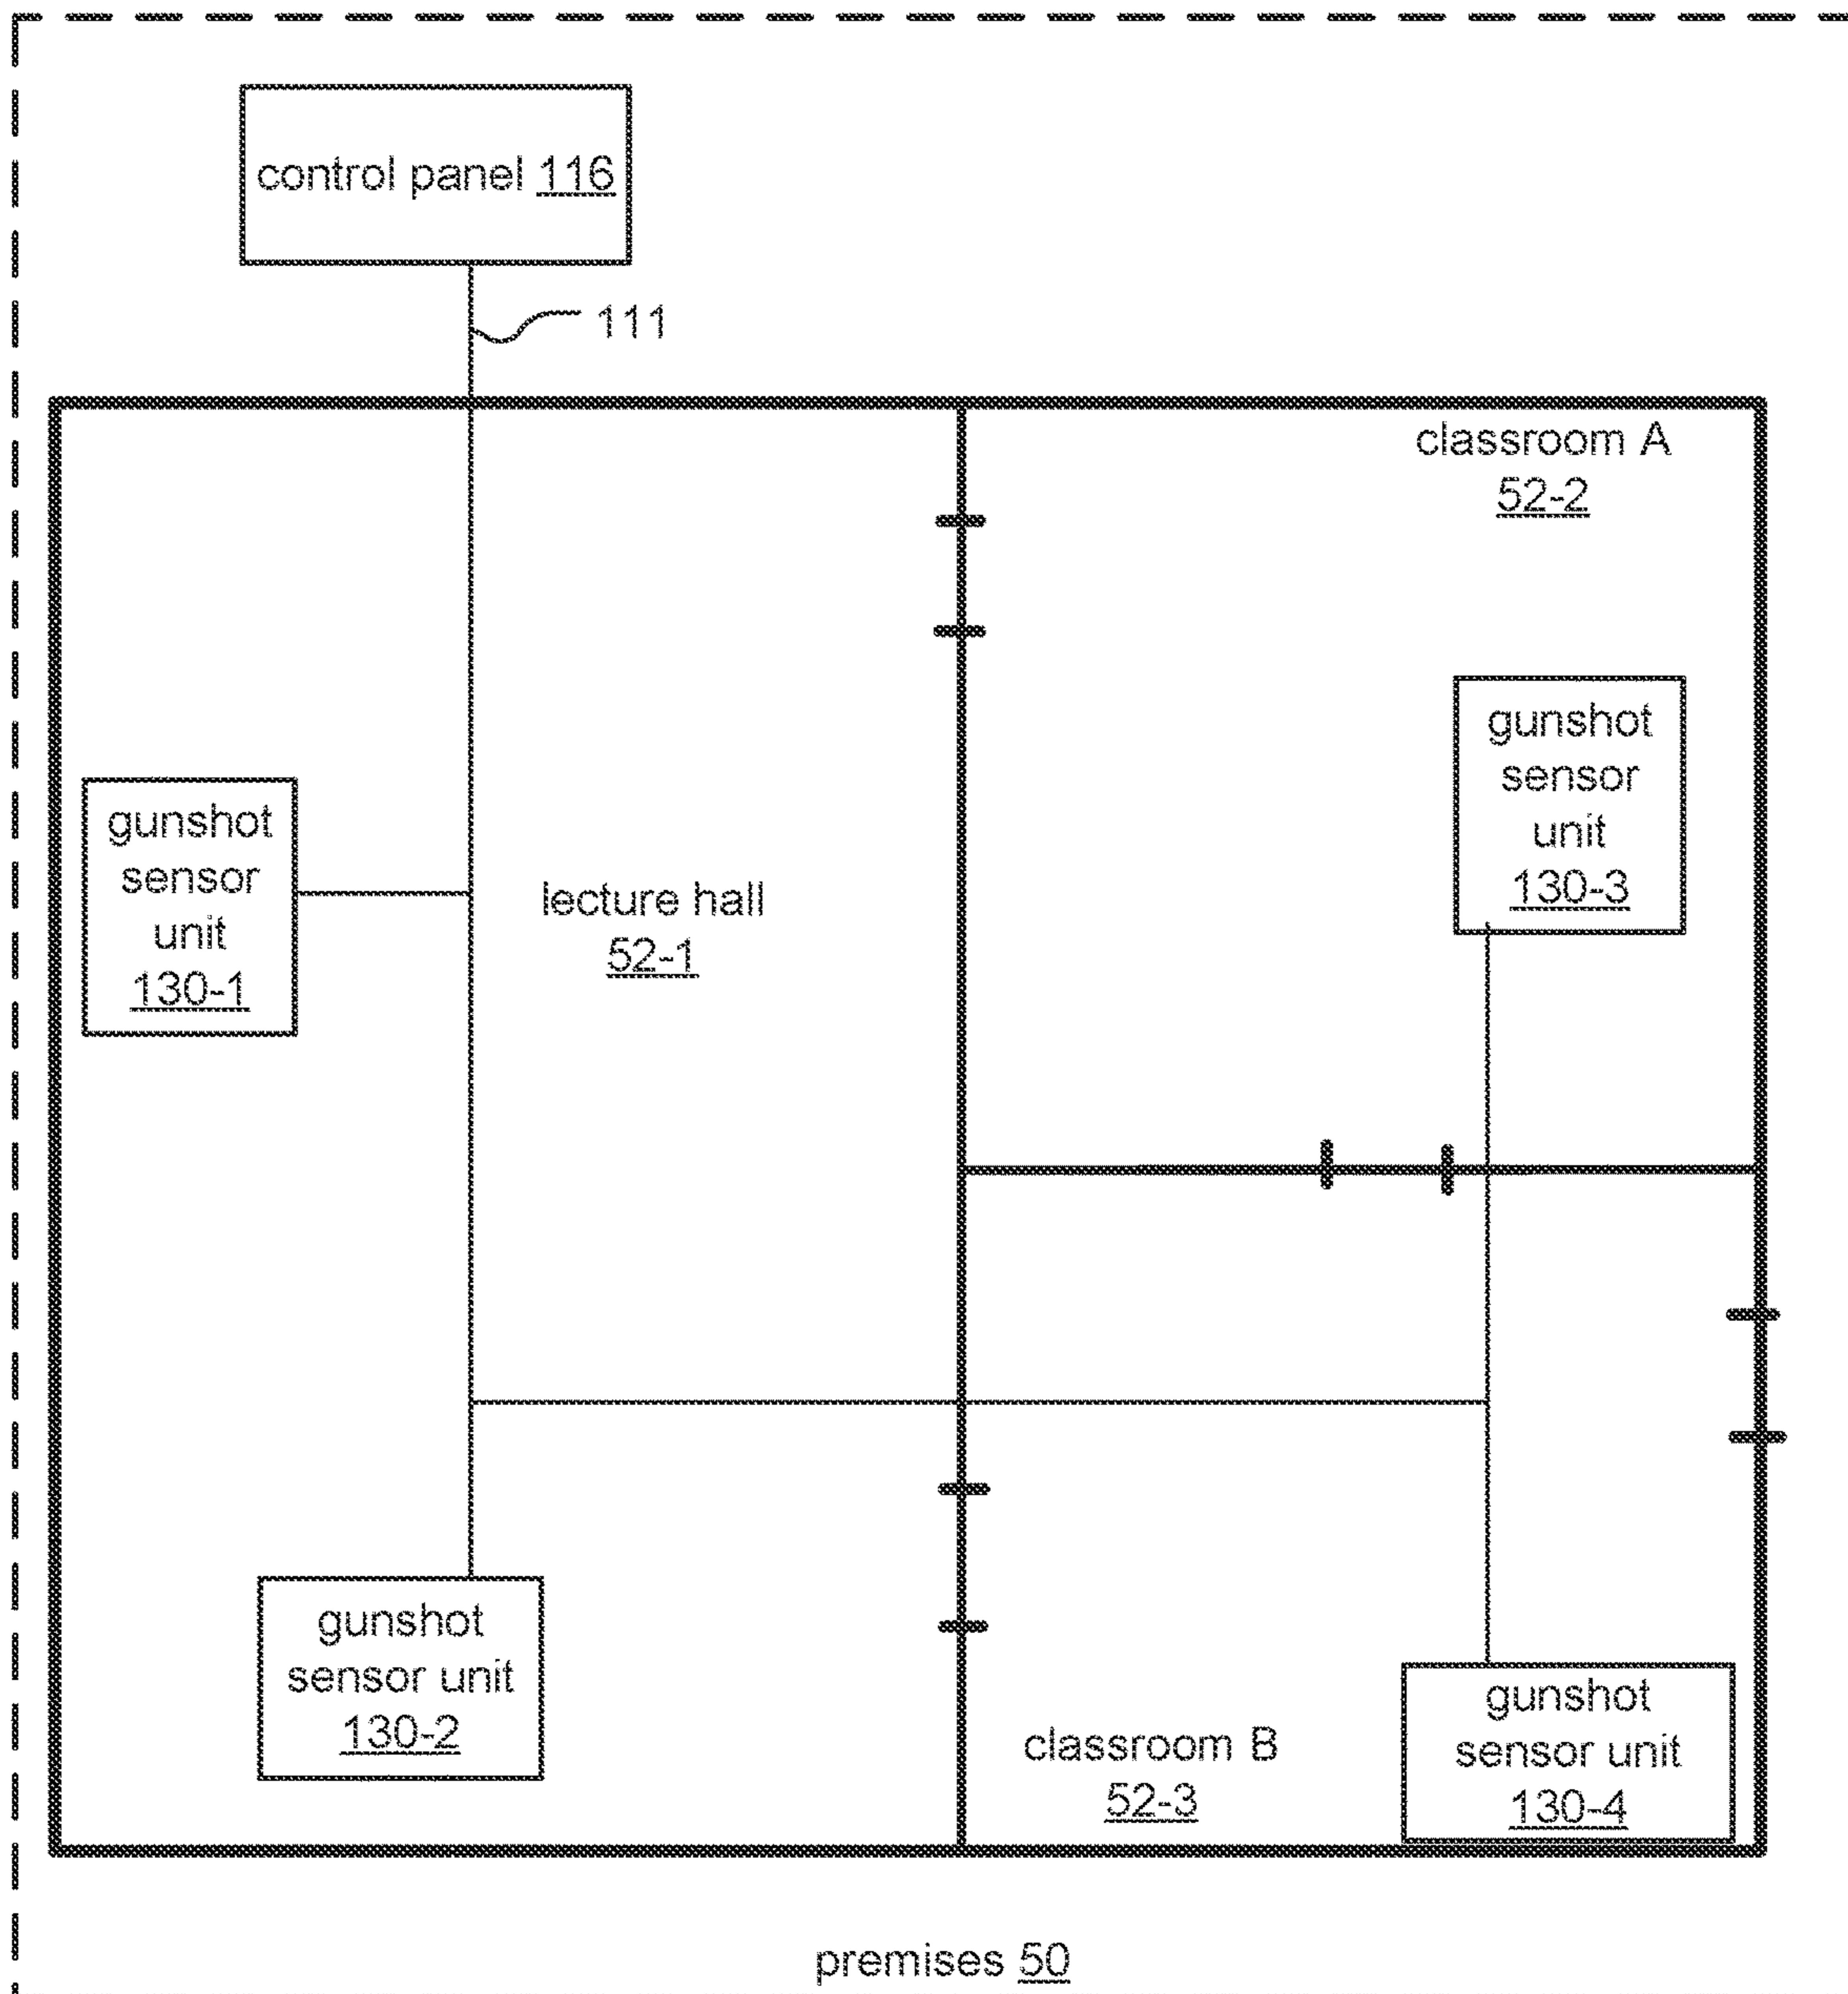 control panel 116
111
classroom A
52-2
gunshot
sensor
unit
130-3
gunshot
sensor
unit
130-1
lecture hall
52-1
gunshot
sensor unit
130-2
classroom B
52-3
gunshot
sensor unit
130-4
premises 50